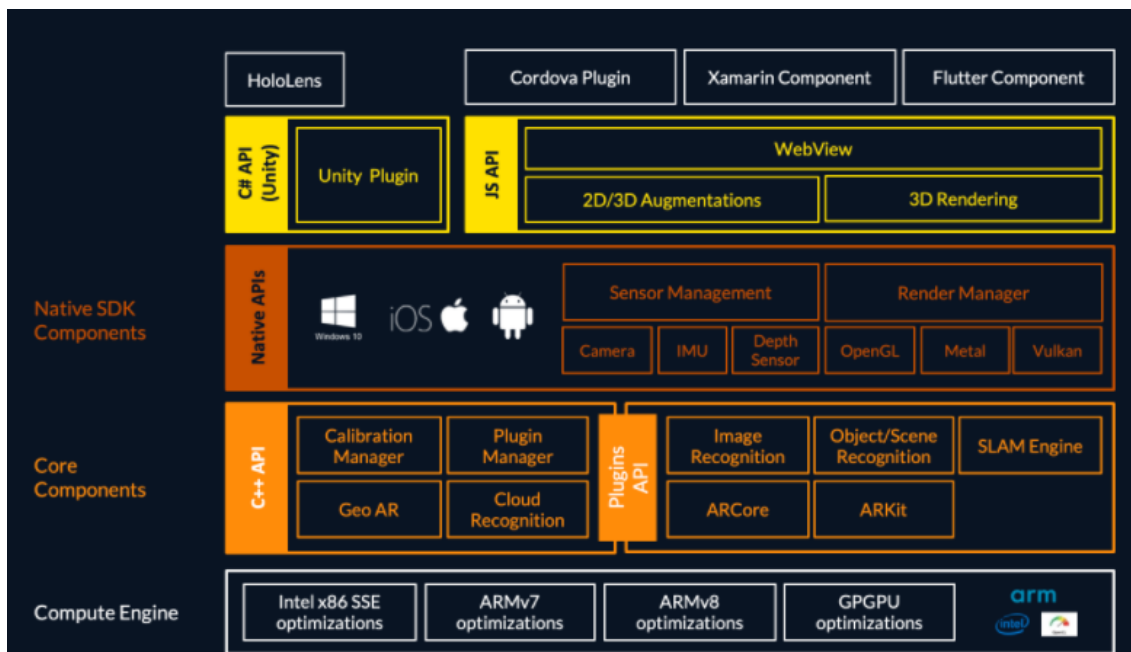 HoloLens
Cordova Plugin
Xamarin Component
Flutter Component
C# API
(Unity)
Unity Plugin
JS API
WebView
2D/3D Augmentations
3D Rendering
Native SDK
Components
Native APIs
Windows 10
iOS
Sensor Management
Render Manager
Camera
IMU
Depth
Sensor
OpenGL
Metal
Vulkan
Core
Components
C++ API
Calibration
Manager
Plugin
Manager
Geo AR
Cloud
Recognition
Plugins
API
Image
Recognition
Object/Scene
Recognition
SLAM Engine
ARCore
ARKit
Compute Engine
Intel x86 SSE
optimizations
ARMv7
optimizations
ARMv8
optimizations
GPGPU
optimizations
arm
intel